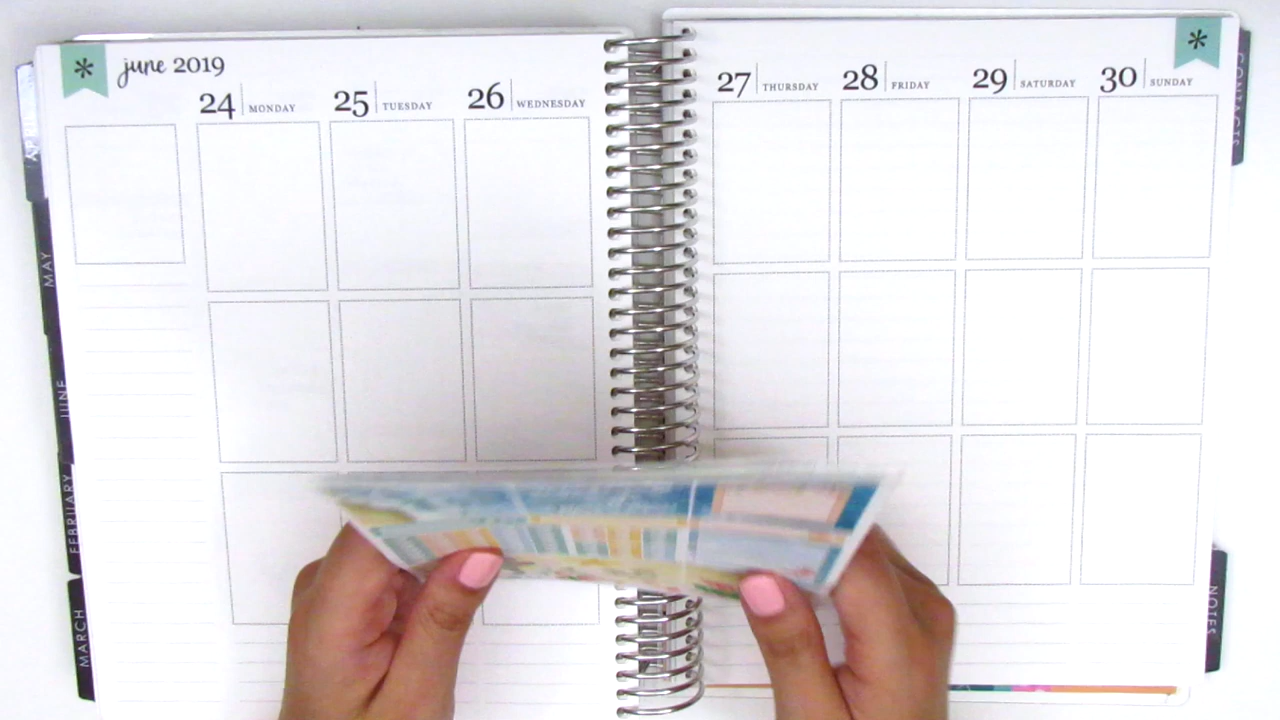 * june 2019
24 MONDAY
25 TUESDAY
26 WEDNESDAY
27 THURSDAY
28 FRIDAY
29 SATURDAY
30 SUNDAY
*
MAY
JUNE
FEBRUARY
MARCH
CONTACTS
NOTES